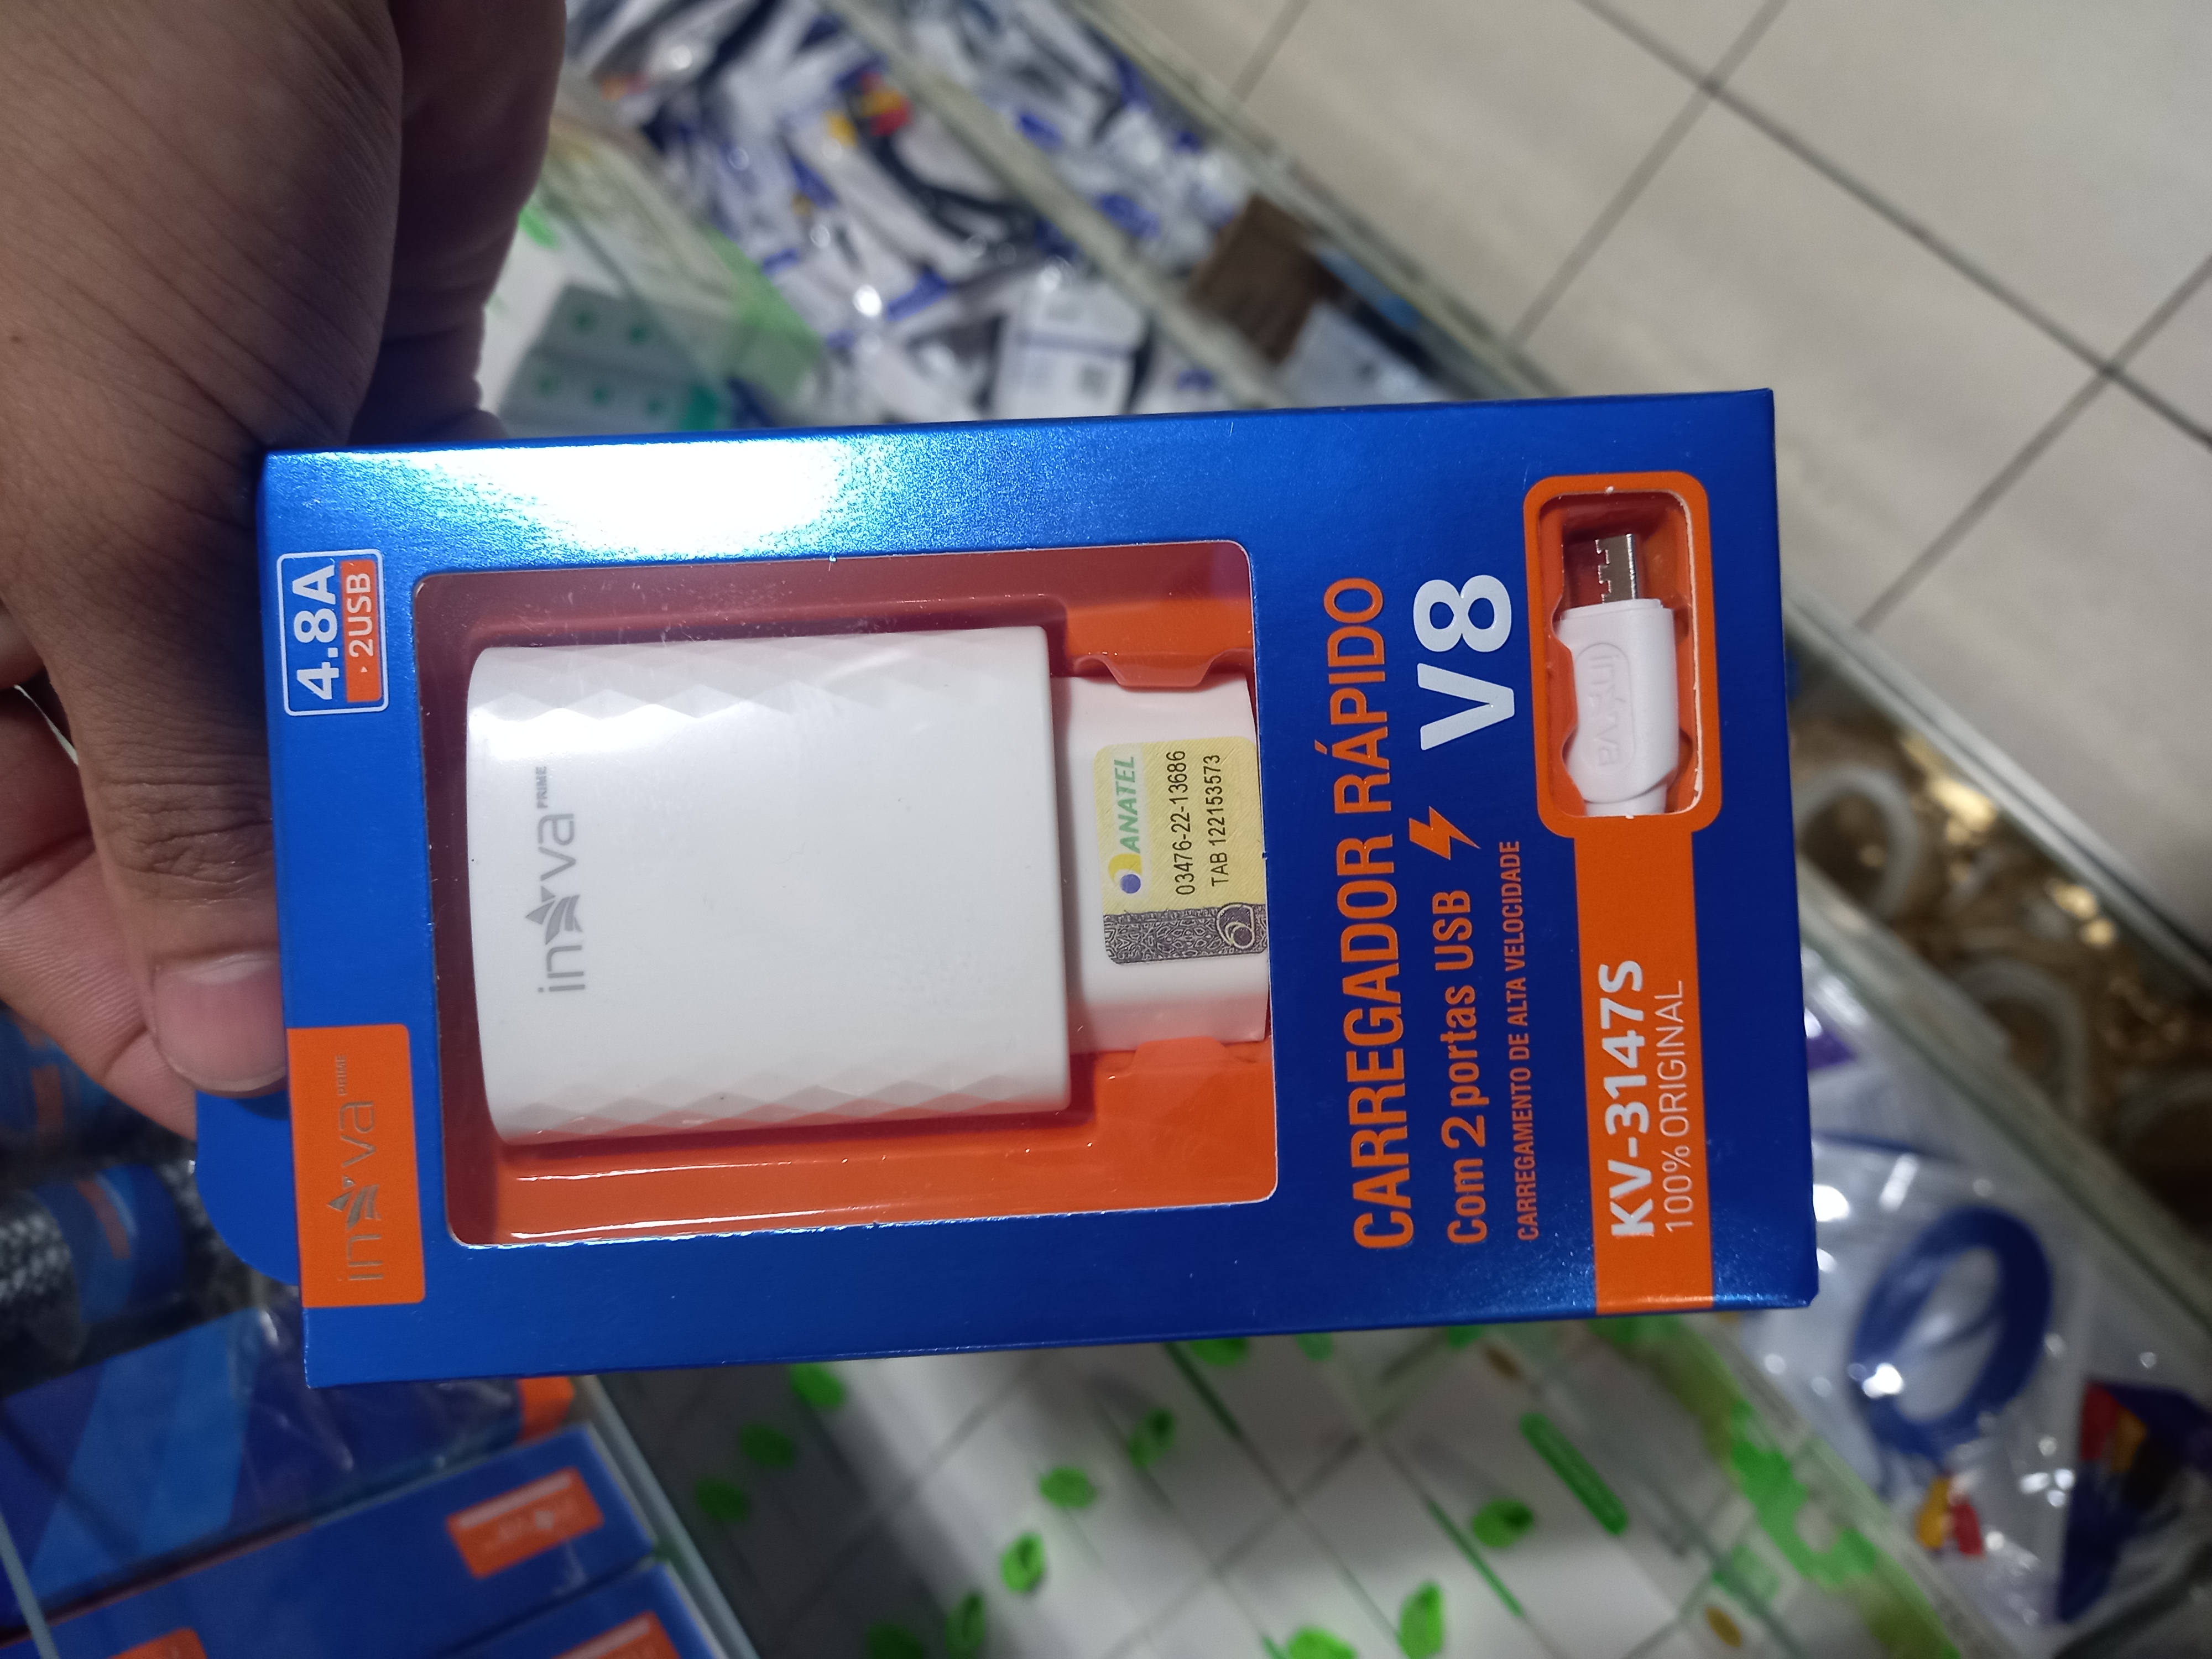 inova PRIME
4.8A
2USB
inova PRIME
ANATEL
03476-22-13686
TAB 122153573
CARREGADOR RÁPIDO
Com 2 portas USB
V8
CARREGAMENTO DE ALTA VELOCIDADE
KV-3147S
100% ORIGINAL
inova